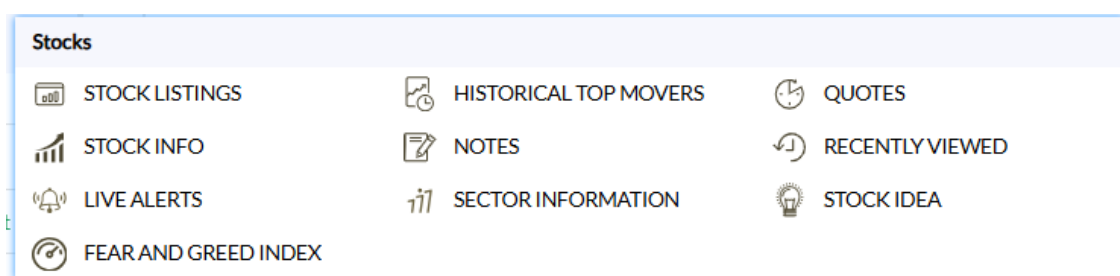 Stocks
STOCK LISTINGS
HISTORICAL TOP MOVERS
QUOTES
STOCK INFO
NOTES
RECENTLY VIEWED
LIVE ALERTS
SECTOR INFORMATION
STOCK IDEA
FEAR AND GREED INDEX
t